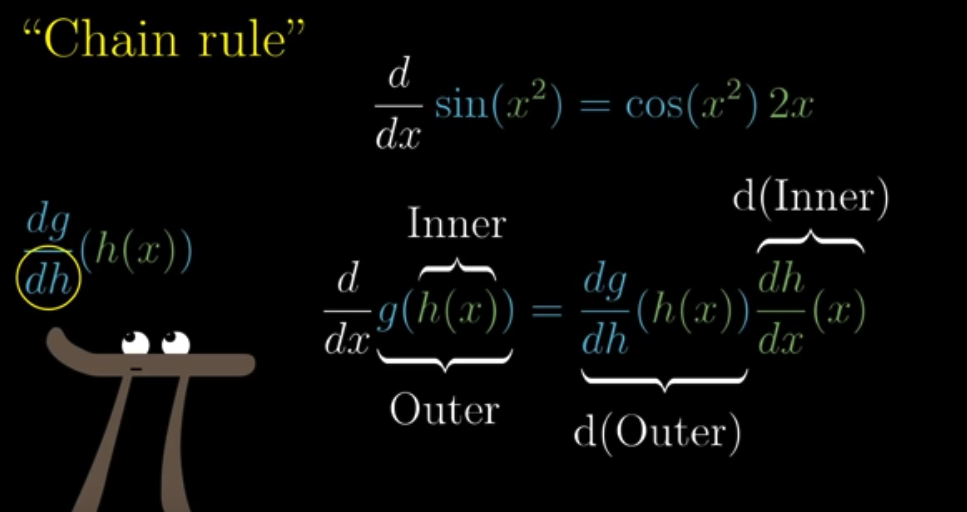 “Chain rule”
d/dx sin(x²) = cos(x²) 2x
dg/dh (h(x))
Inner
d(Inner)
d/dx g(h(x)) = dg/dh (h(x)) dh/dx (x)
Outer
d(Outer)